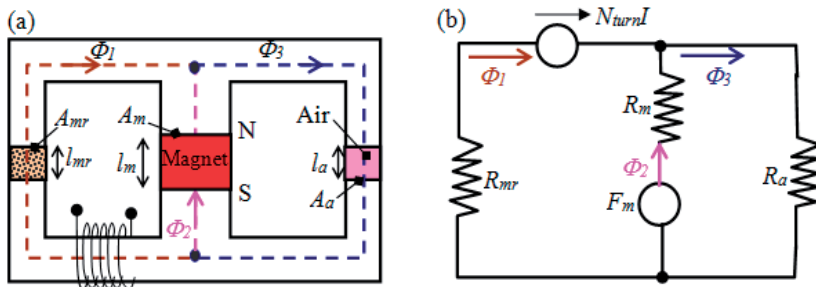 (a)
Φ1
Φ3
Amr
lmr
Am
lm
N
Magnet
S
Air
la
Aa
Φ2
(b)
NturnI
Φ1
Φ3
Rm
Rmr
Φ2
Fm
Ra